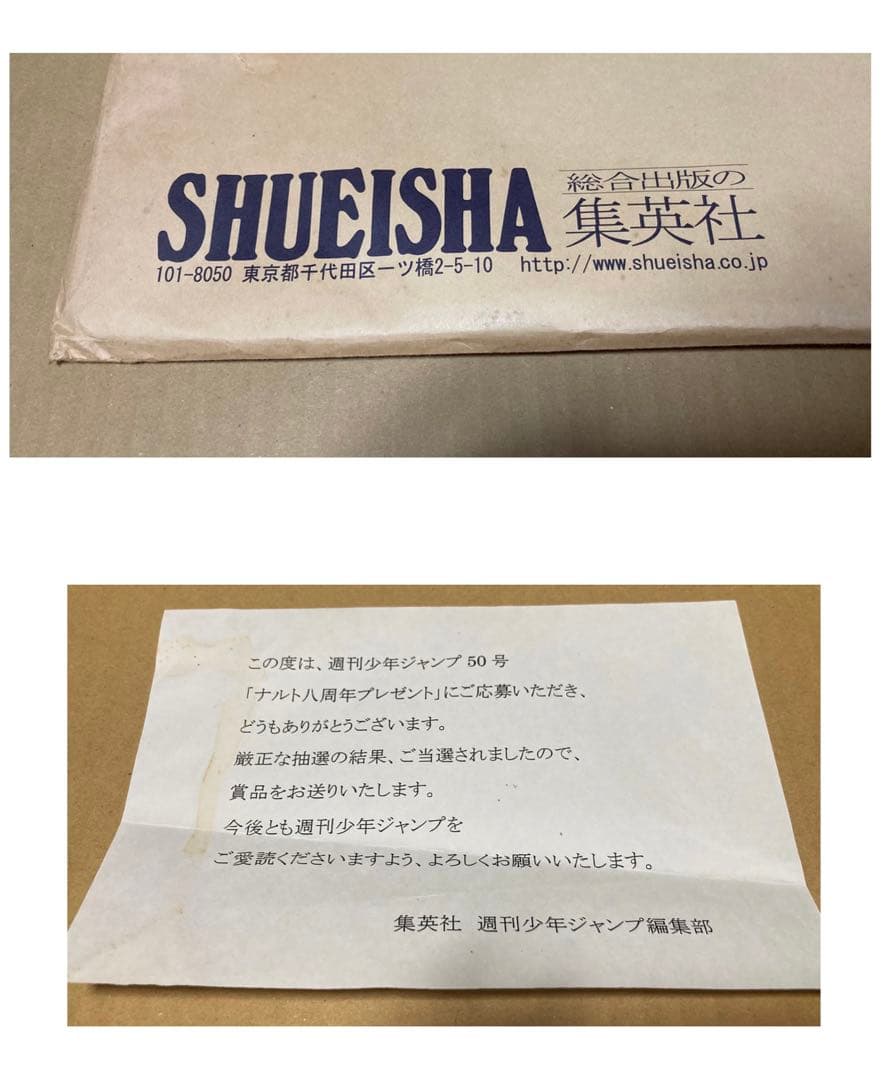 SHUEISHA
総合出版の
集英社
101-8050 東京都千代田区一ツ橋2-5-10 http://www.shueisha.co.jp
この度は、週刊少年ジャンプ 50 号
「ナルト八周年プレゼント」にご応募いただき、
どうもありがとうございます。
厳正な抽選の結果、ご当選されましたので、
賞品をお送りいたします。
今後とも週刊少年ジャンプを
ご愛読くださいますよう、よろしくお願いいたします。
集英社 週刊少年ジャンプ編集部